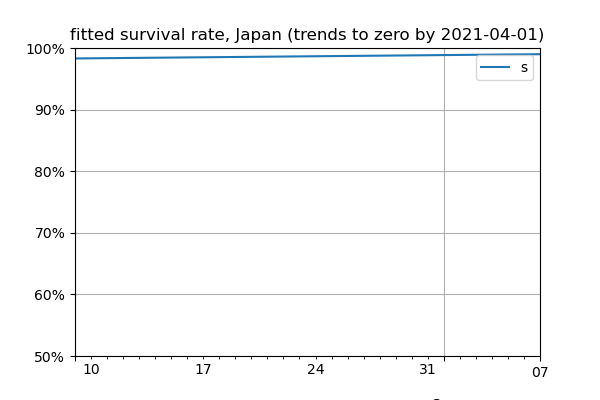 fitted survival rate, Japan (trends to zero by 2021-04-01)
100%
s
90%
80%
70%
60%
50%
10 17 24 31 07